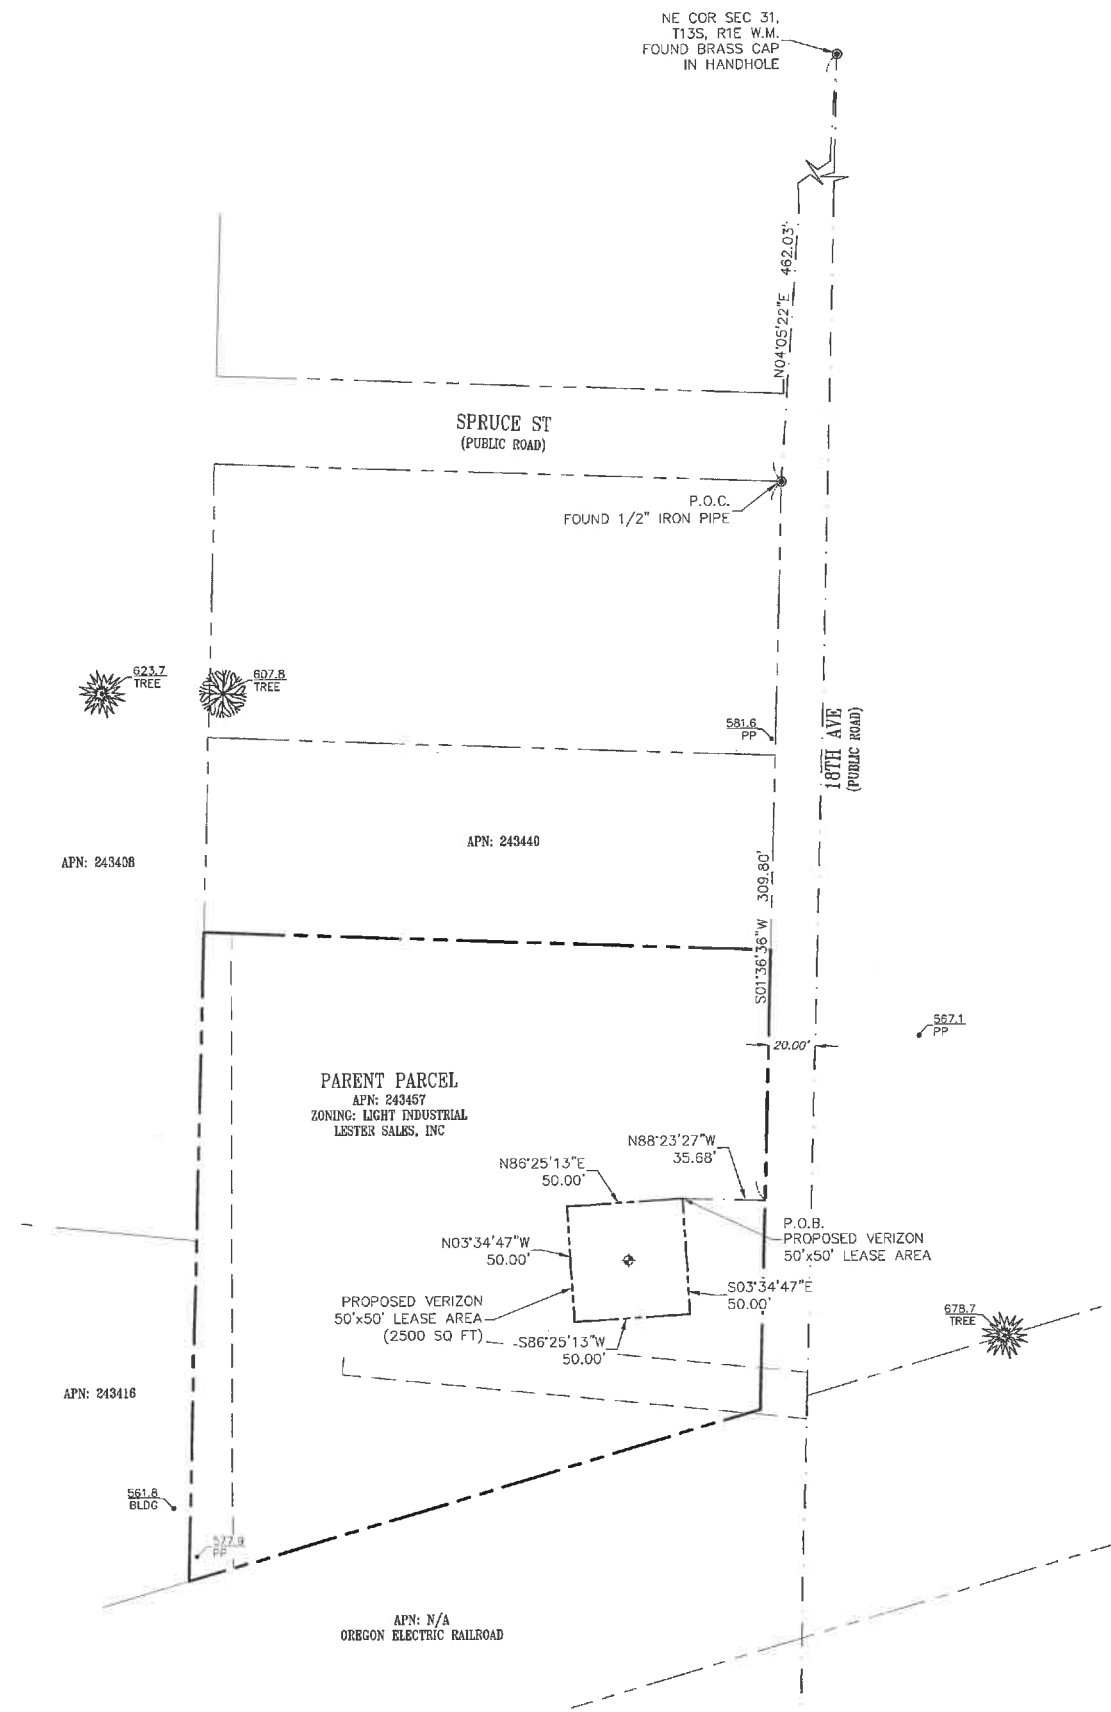 NE COR SEC 31,
T13S, R1E W.M.
FOUND BRASS CAP
IN HANDHOLE
N04°05'22"E 462.03'
SPRUCE ST
(PUBLIC ROAD)
P.O.C.
FOUND 1/2" IRON PIPE
623.7
TREE
607.8
TREE
581.6
PP
18TH AVE
(PUBLIC ROAD)
APN: 243440
APN: 243408
S01°36'36"W 309.80'
567.1
PP
20.00'
PARENT PARCEL
APN: 243457
ZONING: LIGHT INDUSTRIAL
LESTER SALES, INC
N88°23'27"W
35.68'
N86°25'13"E
50.00'
P.O.B.
PROPOSED VERIZON
50'x50' LEASE AREA
N03°34'47"W
50.00'
S03°34'47"E
50.00'
PROPOSED VERIZON
50'x50' LEASE AREA
(2500 SQ FT)
S86°25'13"W
50.00'
678.7
TREE
APN: 243416
561.8
BLDG
577.9
PP
APN: N/A
OREGON ELECTRIC RAILROAD